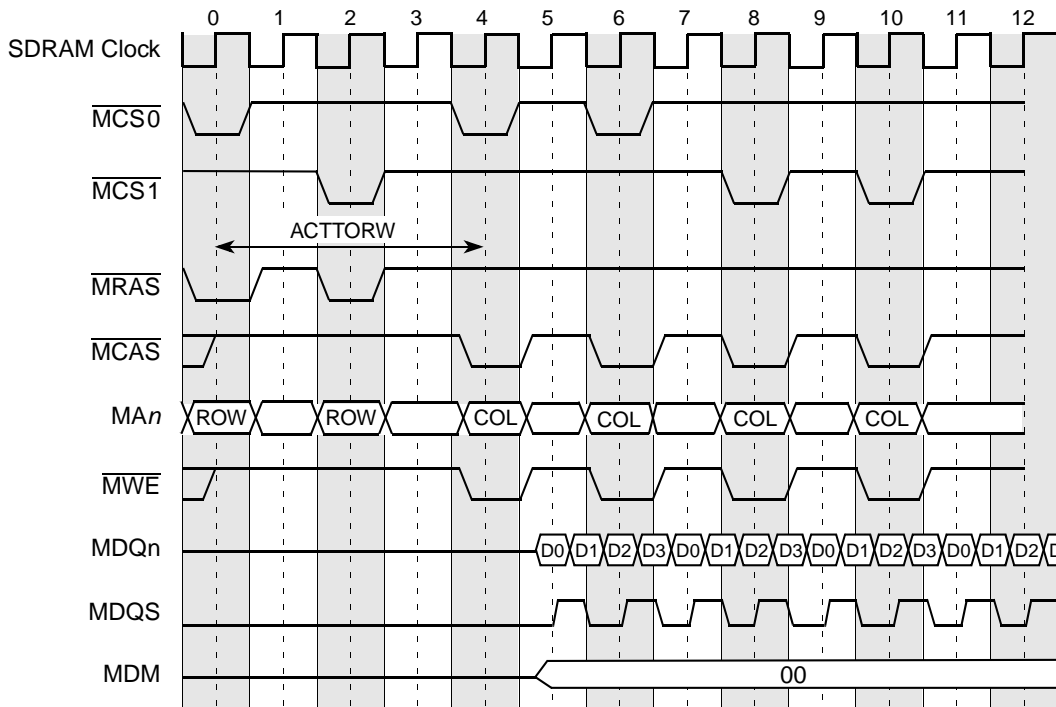 0 1 2 3 4 5 6 7 8 9 10 11 12
SDRAM Clock
MCS0
MCS1
ACTTORW
MRAS
MCAS
MAn ROW ROW COL COL COL COL
MWE
MDQn D0 D1 D2 D3 D0 D1 D2 D3 D0 D1 D2 D3 D0 D1 D2 D
MDQS
MDM 00